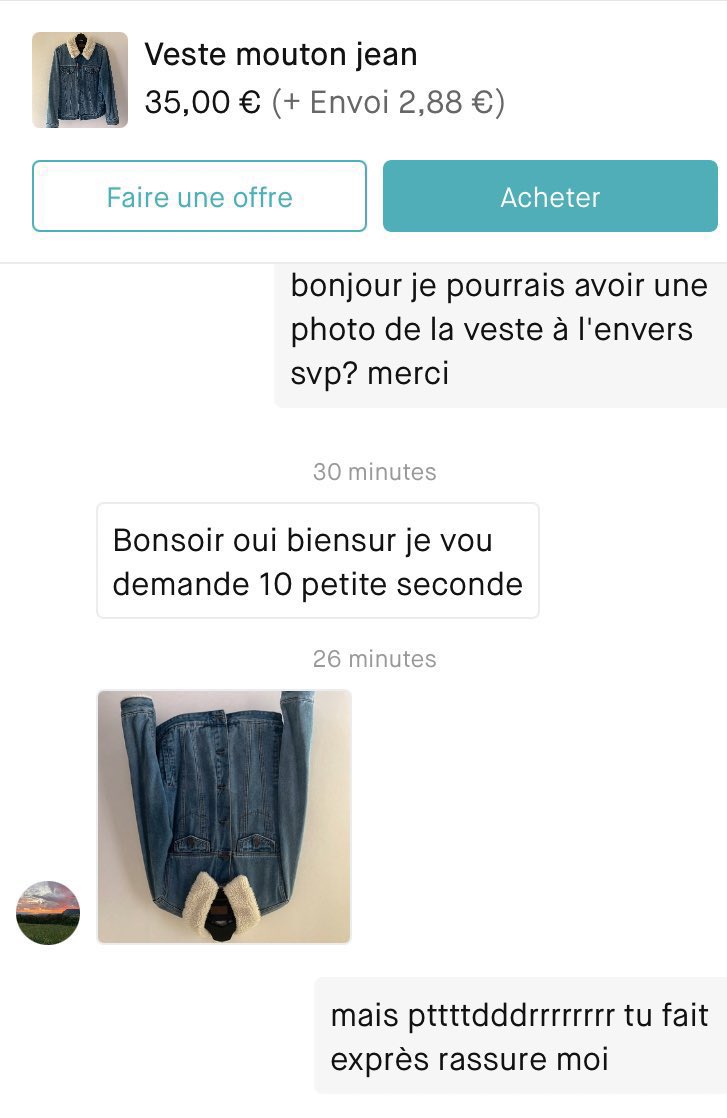 Veste mouton jean
35,00 € (+ Envoi 2,88 €)
Faire une offre
Acheter
bonjour je pourrais avoir une
photo de la veste à l'envers
svp? merci
30 minutes
Bonsoir oui biensur je vou
demande 10 petite seconde
26 minutes
mais pttttdddrrrrrrrr tu fait
exprès rassure moi